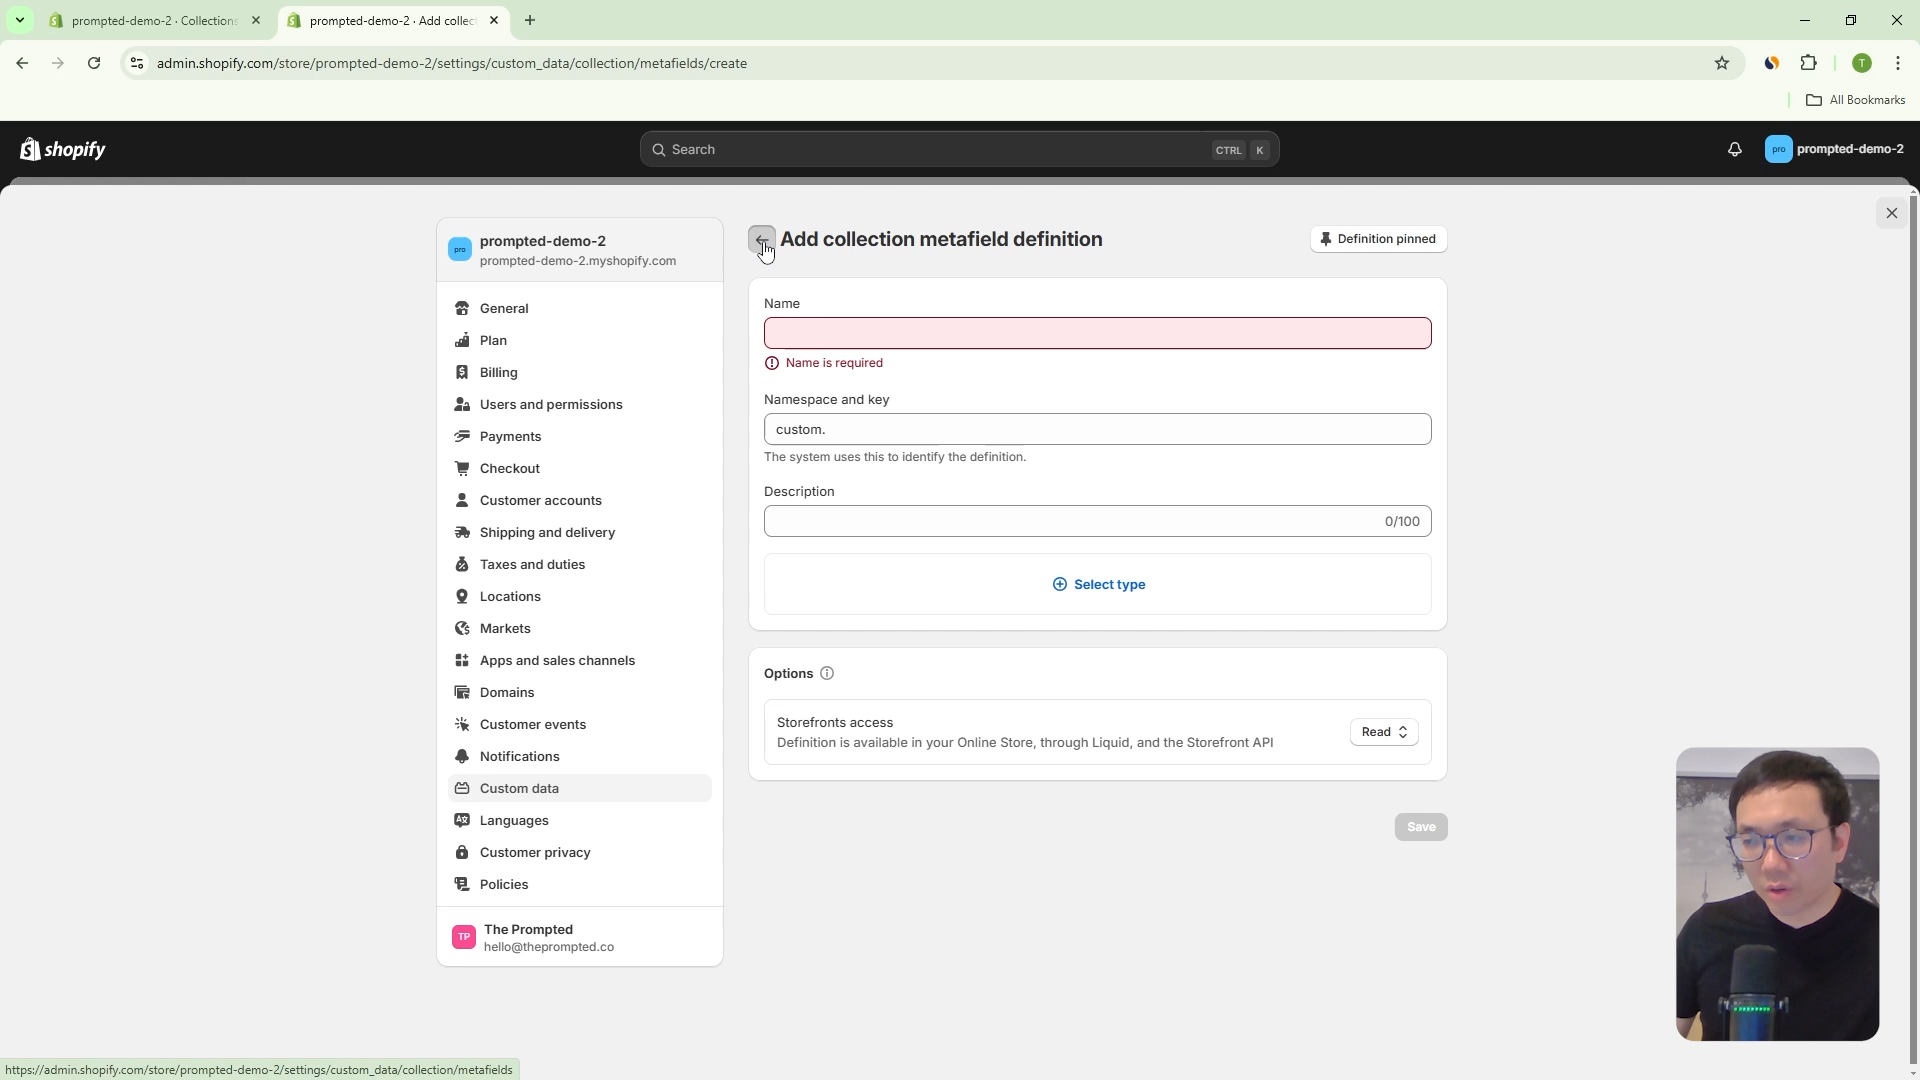 prompted-demo-2 · Collections
prompted-demo-2 · Add collec
admin.shopify.com/store/prompted-demo-2/settings/custom_data/collection/metafields/create
T
All Bookmarks
shopify
Search
CTRL K
pro
prompted-demo-2
pro
prompted-demo-2
prompted-demo-2.myshopify.com
General
Plan
Billing
Users and permissions
Payments
Checkout
Customer accounts
Shipping and delivery
Taxes and duties
Locations
Markets
Apps and sales channels
Domains
Customer events
Notifications
Custom data
Languages
Customer privacy
Policies
TP
The Prompted
hello@theprompted.co
Add collection metafield definition
Definition pinned
Name
Name is required
Namespace and key
custom.
The system uses this to identify the definition.
Description
0/100
Select type
Options
Storefronts access
Definition is available in your Online Store, through Liquid, and the Storefront API
Read
Save
https://admin.shopify.com/store/prompted-demo-2/settings/custom_data/collection/metafields